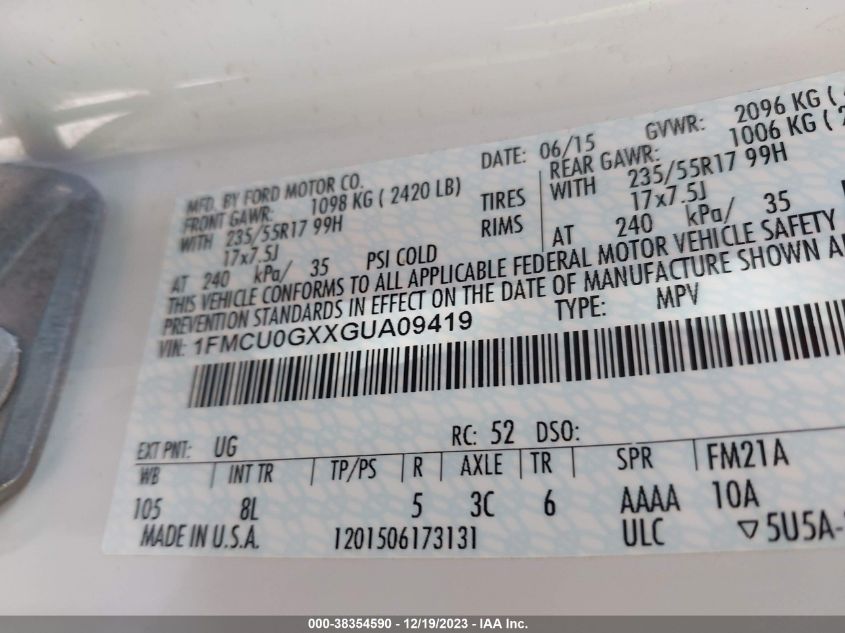 MFD. BY FORD MOTOR CO. DATE: 06/15 GVWR: 2096 KG (
FRONT GAWR: 1098 KG ( 2420 LB) REAR GAWR: 1006 KG ( 2
WITH 235/55R17 99H TIRES WITH 235/55R17 99H
17x7.5J RIMS 17x7.5J
AT 240 kPa/ 35 PSI COLD AT 240 kPa/ 35
THIS VEHICLE CONFORMS TO ALL APPLICABLE FEDERAL MOTOR VEHICLE SAFETY
PREVENTION STANDARDS IN EFFECT ON THE DATE OF MANUFACTURE SHOWN
VIN: 1FMCU0GXXGUA09419 TYPE: MPV
EXT PNT: UG RC: 52 DSO:
WB INT TR TP/PS R AXLE TR SPR FM21A
105 8L 5 3C 6 AAAA 10A
MADE IN U.S.A. 1201506173131 ULC ▽5U5A-
000-38354590 - 12/19/2023 - IAA Inc.